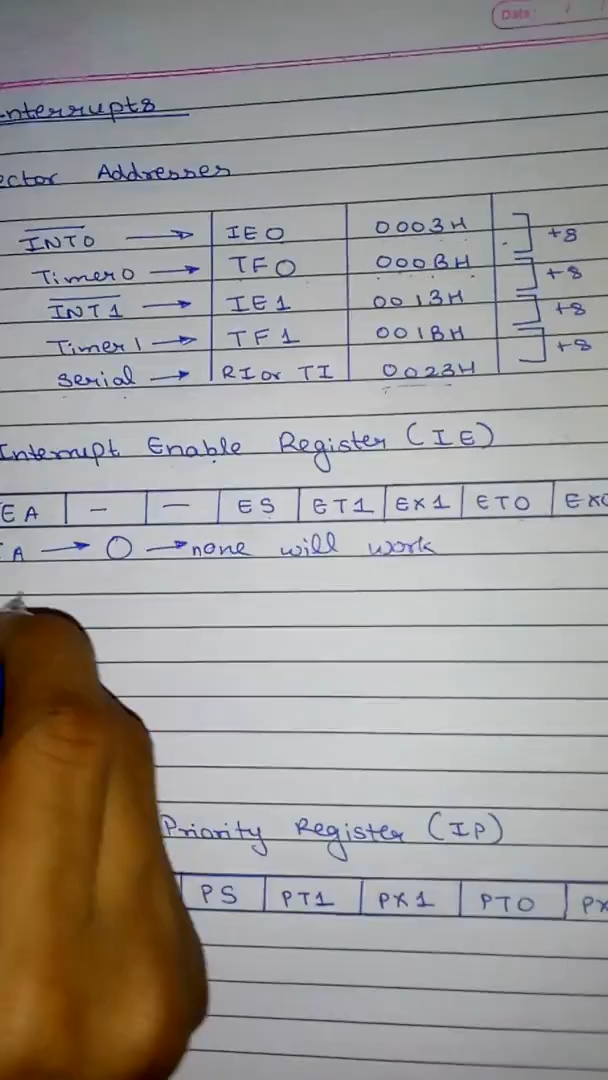 Date: / /
nterrupts
ector Addresses
INT0 → IE0 0003H +8
Timer0 → TF0 000BH +8
INT1 → IE1 0013H +8
Timer1 → TF1 001BH +8
Serial → RI or TI 0023H
Interrupt Enable Register (IE)
EA - - ES ET1 EX1 ET0 EX0
A → 0 → none will work
Priority Register (IP)
PS PT1 PX1 PT0 PX